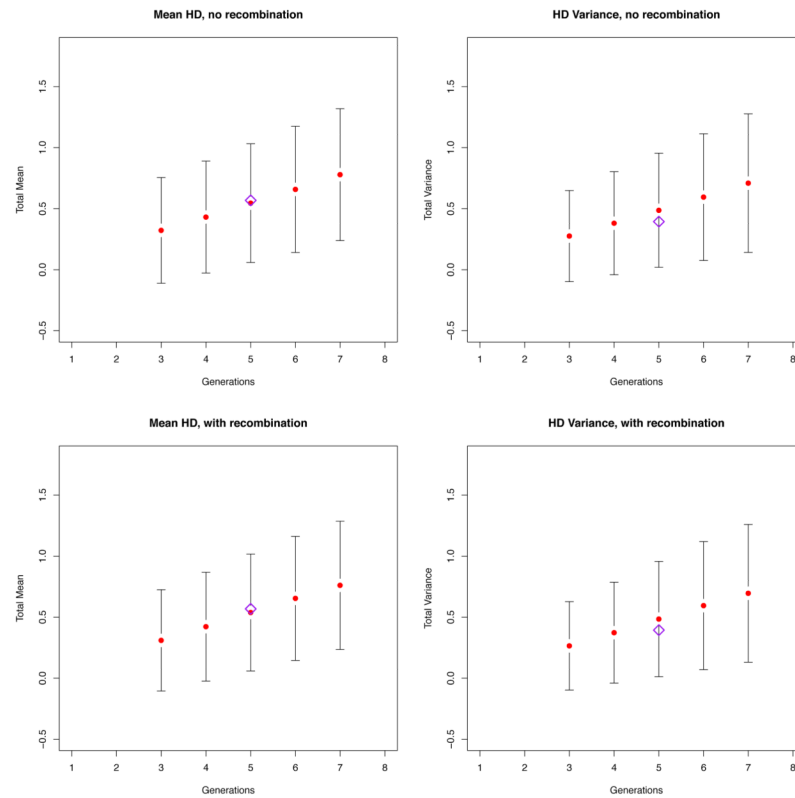 Mean HD, no recombination
Total Mean
1.5
1.0
0.5
0.0
−0.5
1 2 3 4 5 6 7 8
Generations
HD Variance, no recombination
Total Variance
1.5
1.0
0.5
0.0
−0.5
1 2 3 4 5 6 7 8
Generations
Mean HD, with recombination
Total Mean
1.5
1.0
0.5
0.0
−0.5
1 2 3 4 5 6 7 8
Generations
HD Variance, with recombination
Total Variance
1.5
1.0
0.5
0.0
−0.5
1 2 3 4 5 6 7 8
Generations